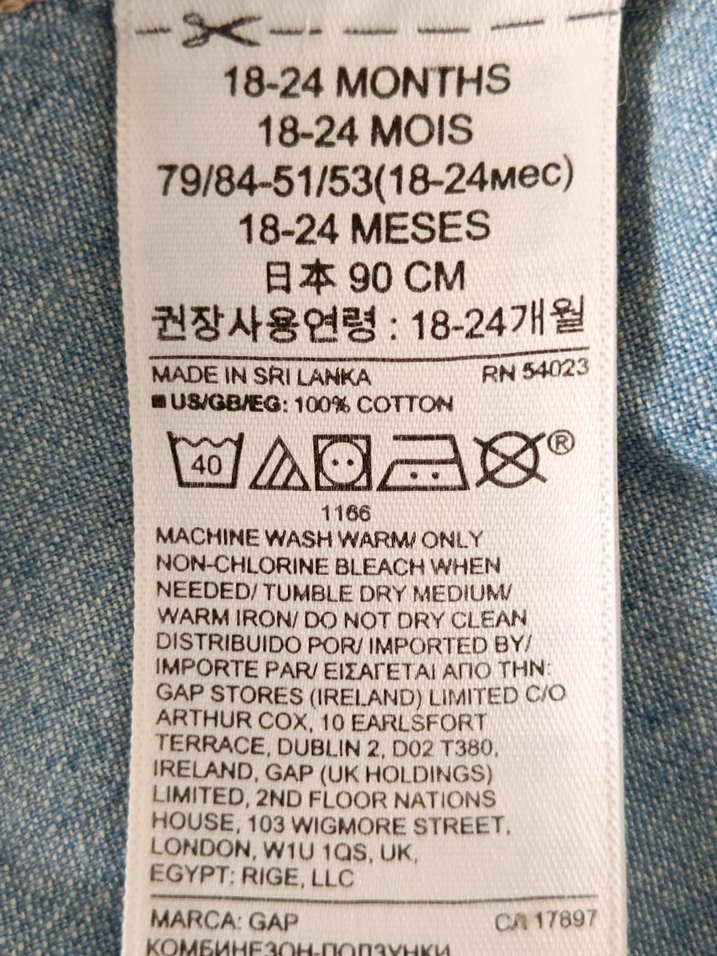 18-24 MONTHS
18-24 MOIS
79/84-51/53(18-24мес)
18-24 MESES
日本 90 CM
권장사용연령 : 18-24개월
MADE IN SRI LANKA RN 54023
US/GB/EG: 100% COTTON
40 ®
1166
MACHINE WASH WARM/ ONLY
NON-CHLORINE BLEACH WHEN
NEEDED/ TUMBLE DRY MEDIUM/
WARM IRON/ DO NOT DRY CLEAN
DISTRIBUIDO POR/ IMPORTED BY/
IMPORTE PAR/ ΕΙΣΑΓΕΤΑΙ ΑΠΟ ΤΗΝ:
GAP STORES (IRELAND) LIMITED C/O
ARTHUR COX, 10 EARLSFORT
TERRACE, DUBLIN 2, D02 T380,
IRELAND, GAP (UK HOLDINGS)
LIMITED, 2ND FLOOR NATIONS
HOUSE, 103 WIGMORE STREET,
LONDON, W1U 1QS, UK,
EGYPT: RIGE, LLC
MARCA: GAP CA 17897
КОМБИНЕЗОН-ПОЛЗУНКИ